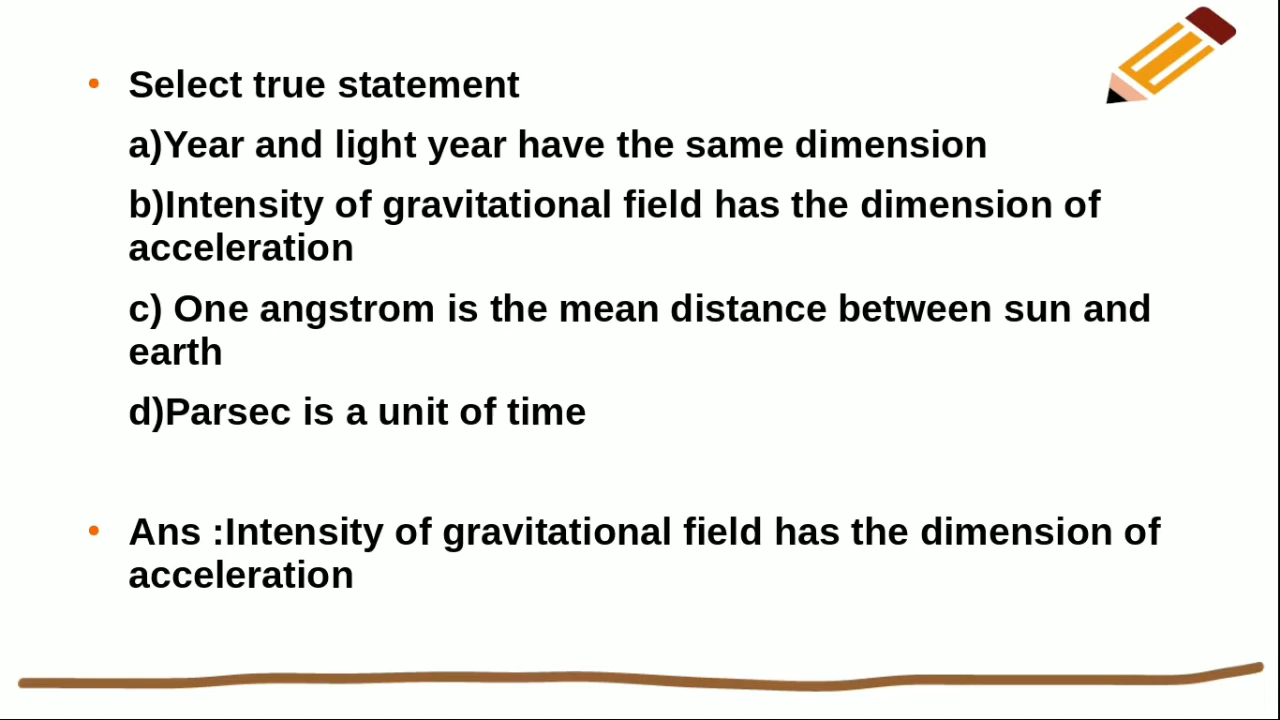 Select true statement
a)Year and light year have the same dimension
b)Intensity of gravitational field has the dimension of
acceleration
c) One angstrom is the mean distance between sun and
earth
d)Parsec is a unit of time
Ans :Intensity of gravitational field has the dimension of
acceleration